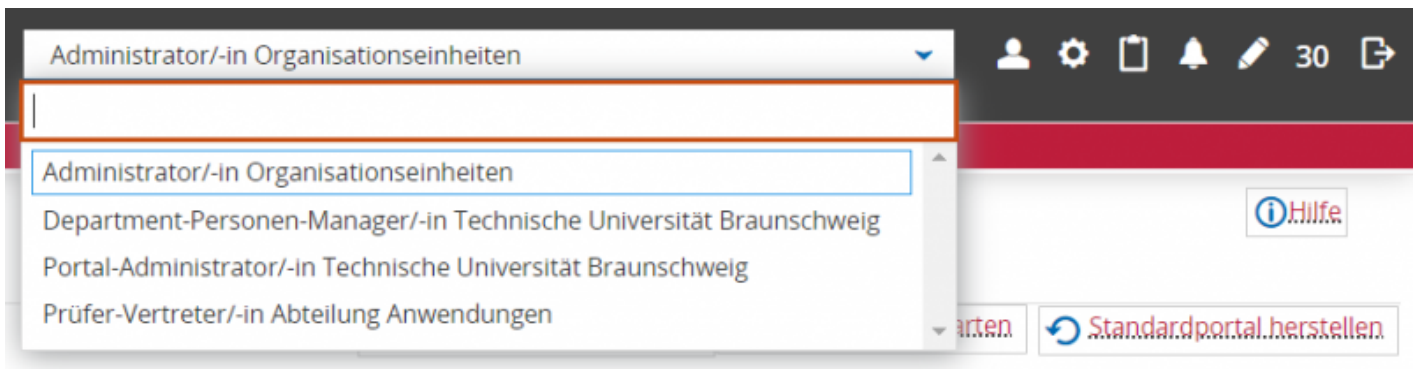 Administrator/-in Organisationseinheiten
30
Administrator/-in Organisationseinheiten
Department-Personen-Manager/-in Technische Universität Braunschweig
Hilfe
Portal-Administrator/-in Technische Universität Braunschweig
Prüfer-Vertreter/-in Abteilung Anwendungen
arten
Standardportal herstellen